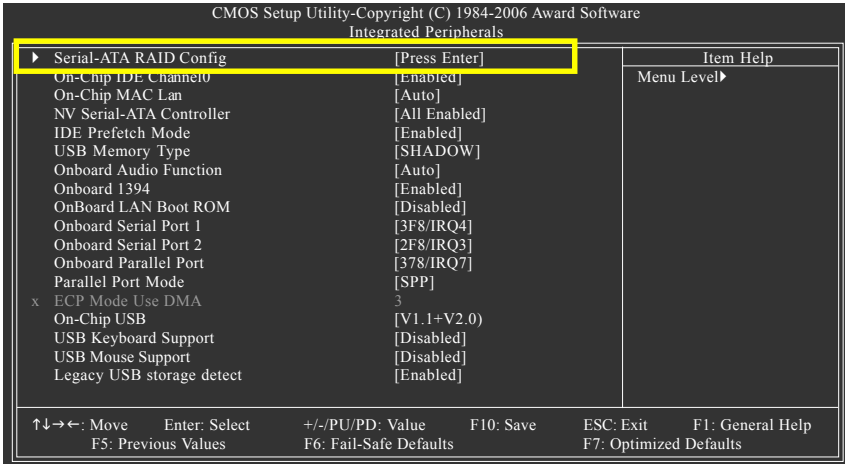 CMOS Setup Utility-Copyright (C) 1984-2006 Award Software
Integrated Peripherals
Serial-ATA RAID Config [Press Enter] Item Help
On-Chip IDE Channel0 [Enabled] Menu Level
On-Chip MAC Lan [Auto]
NV Serial-ATA Controller [All Enabled]
IDE Prefetch Mode [Enabled]
USB Memory Type [SHADOW]
Onboard Audio Function [Auto]
Onboard 1394 [Enabled]
OnBoard LAN Boot ROM [Disabled]
Onboard Serial Port 1 [3F8/IRQ4]
Onboard Serial Port 2 [2F8/IRQ3]
Onboard Parallel Port [378/IRQ7]
Parallel Port Mode [SPP]
x ECP Mode Use DMA 3
On-Chip USB [V1.1+V2.0)
USB Keyboard Support [Disabled]
USB Mouse Support [Disabled]
Legacy USB storage detect [Enabled]
↑↓→←: Move Enter: Select +/-/PU/PD: Value F10: Save ESC: Exit F1: General Help
F5: Previous Values F6: Fail-Safe Defaults F7: Optimized Defaults